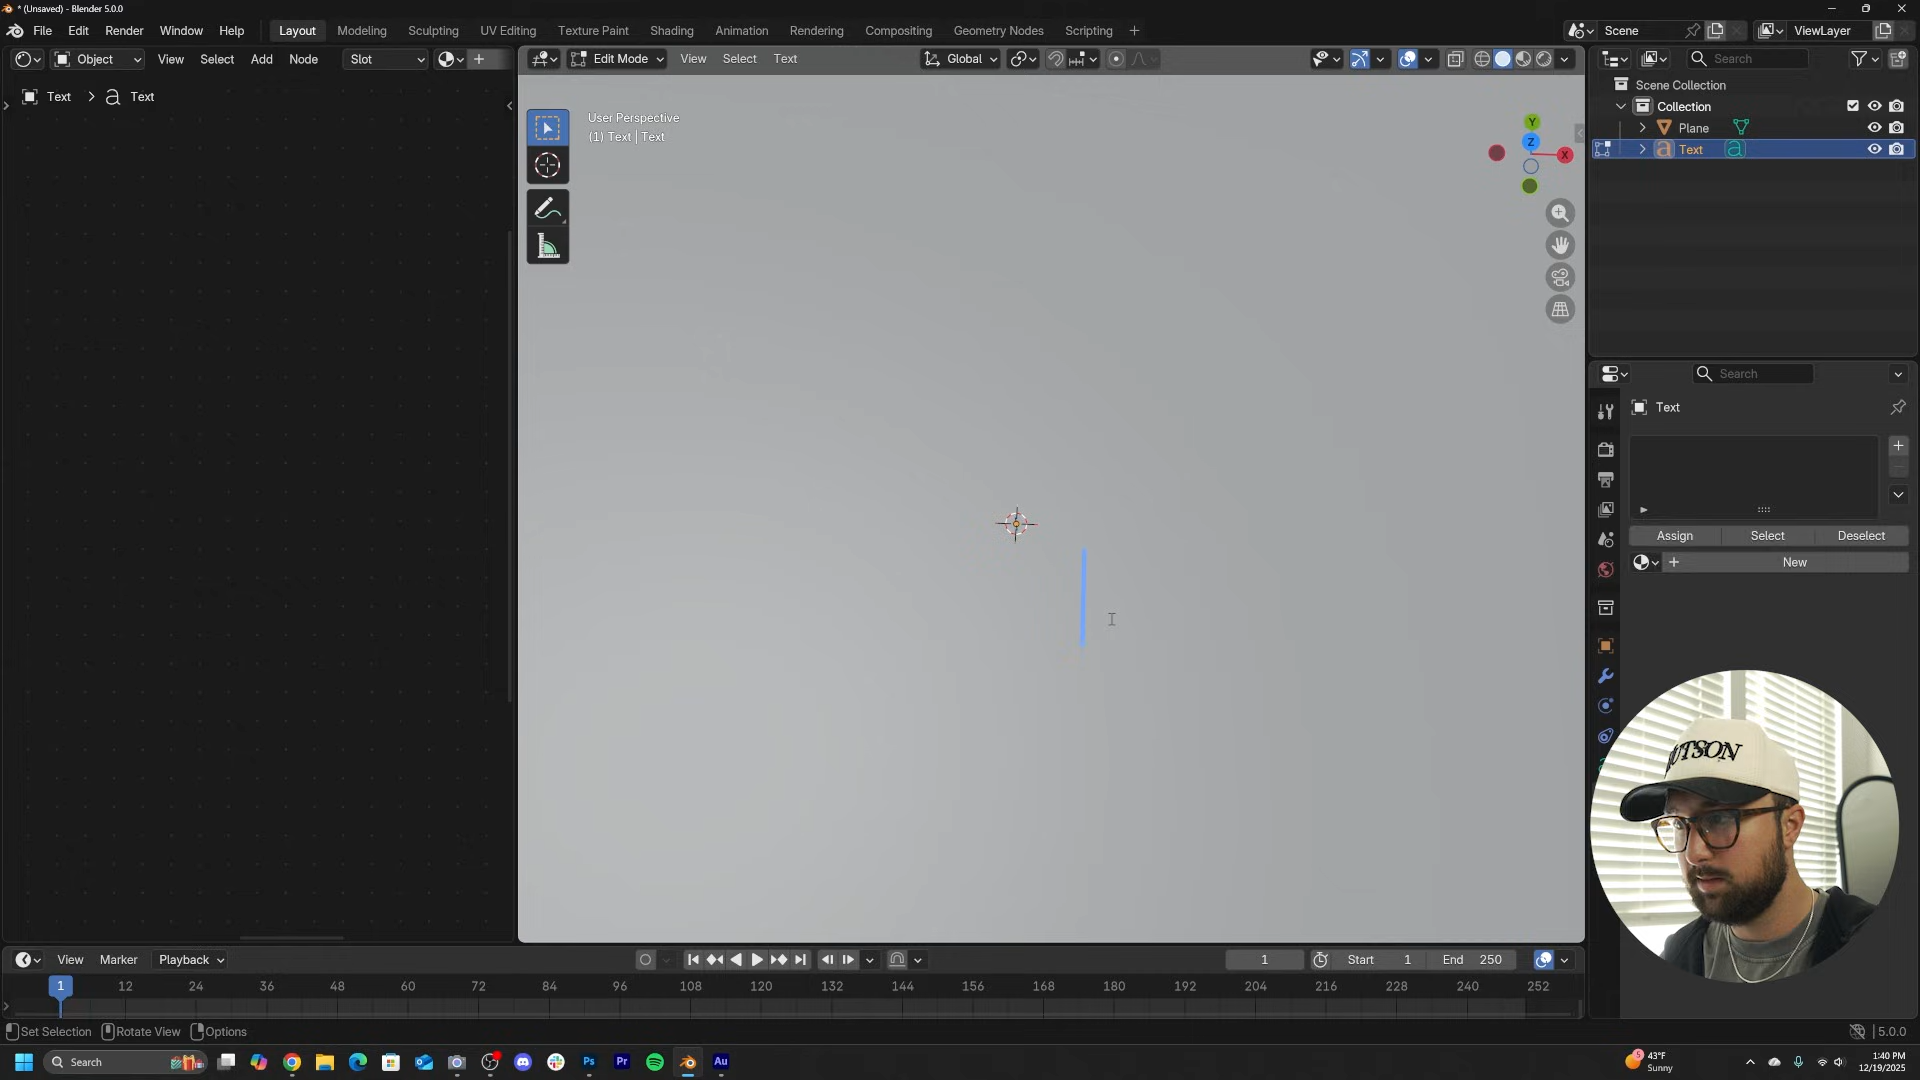 * (Unsaved) - Blender 5.0.0
File Edit Render Window Help Layout Modeling Sculpting UV Editing Texture Paint Shading Animation Rendering Compositing Geometry Nodes Scripting + Scene ViewLayer
Object View Select Add Node Slot Edit Mode View Select Text Global Search
Text > Text
User Perspective
(1) Text | Text
Scene Collection
Collection
Plane
Text
Y
Z
X
Search
Text
Assign Select Deselect
New
UTSON
View Marker Playback 1 Start 1 End 250
1 12 24 36 48 60 72 84 96 108 120 132 144 156 168 180 192 204 216 228 240 252
Set Selection Rotate View Options 5.0.0
Search Ps Pr Au 5 43°F Sunny 1:40 PM 12/19/2025